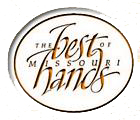 THE best OF
MISSOURI
hands